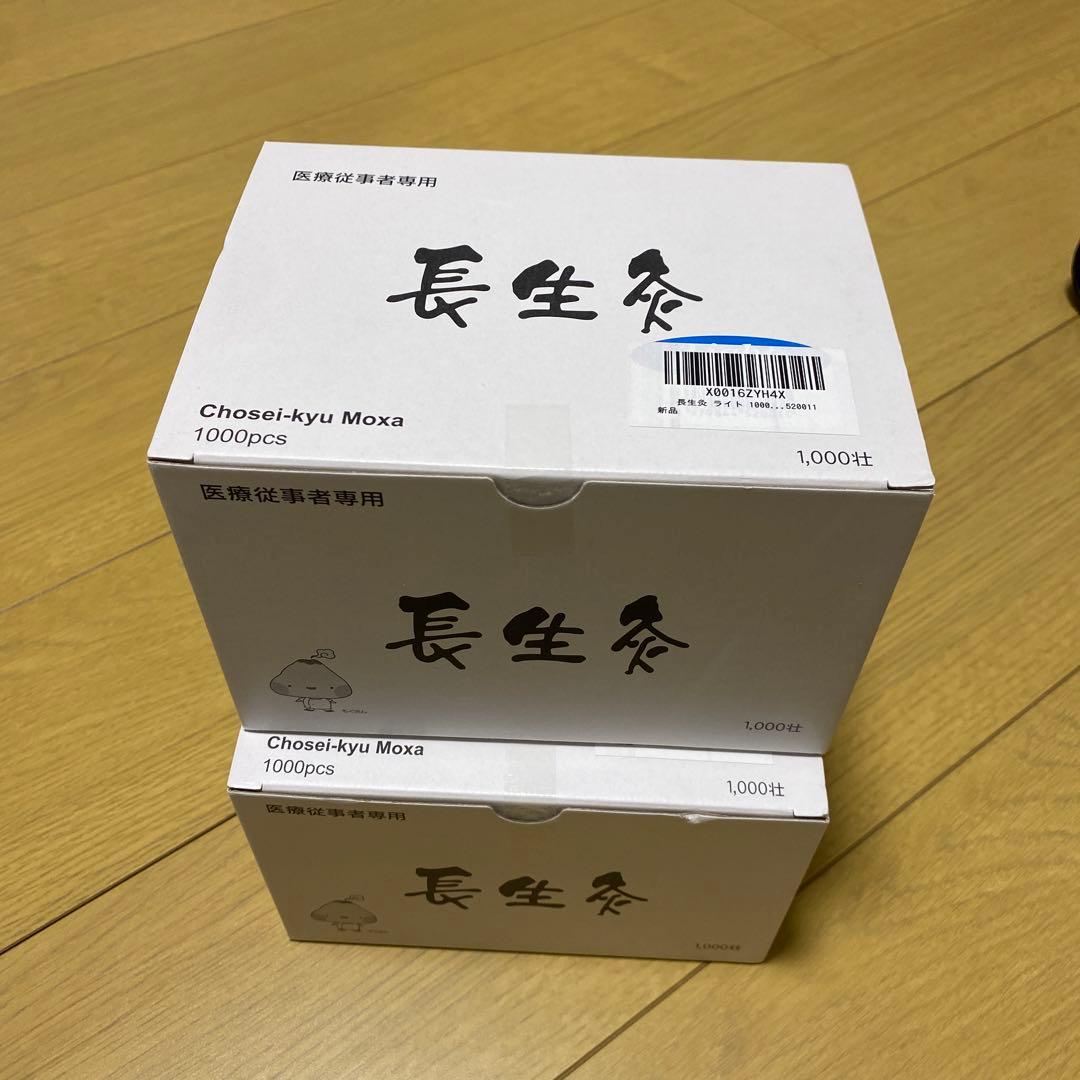 医療従事者専用
長生灸
X0016ZYH4X
長生灸 ライト 1000...520011
新品
Chosei-kyu Moxa
1000pcs
1,000壮
医療従事者専用
長生灸
1,000壮
Chosei-kyu Moxa
1000pcs
1,000壮
医療従事者専用
長生灸
1,000壮